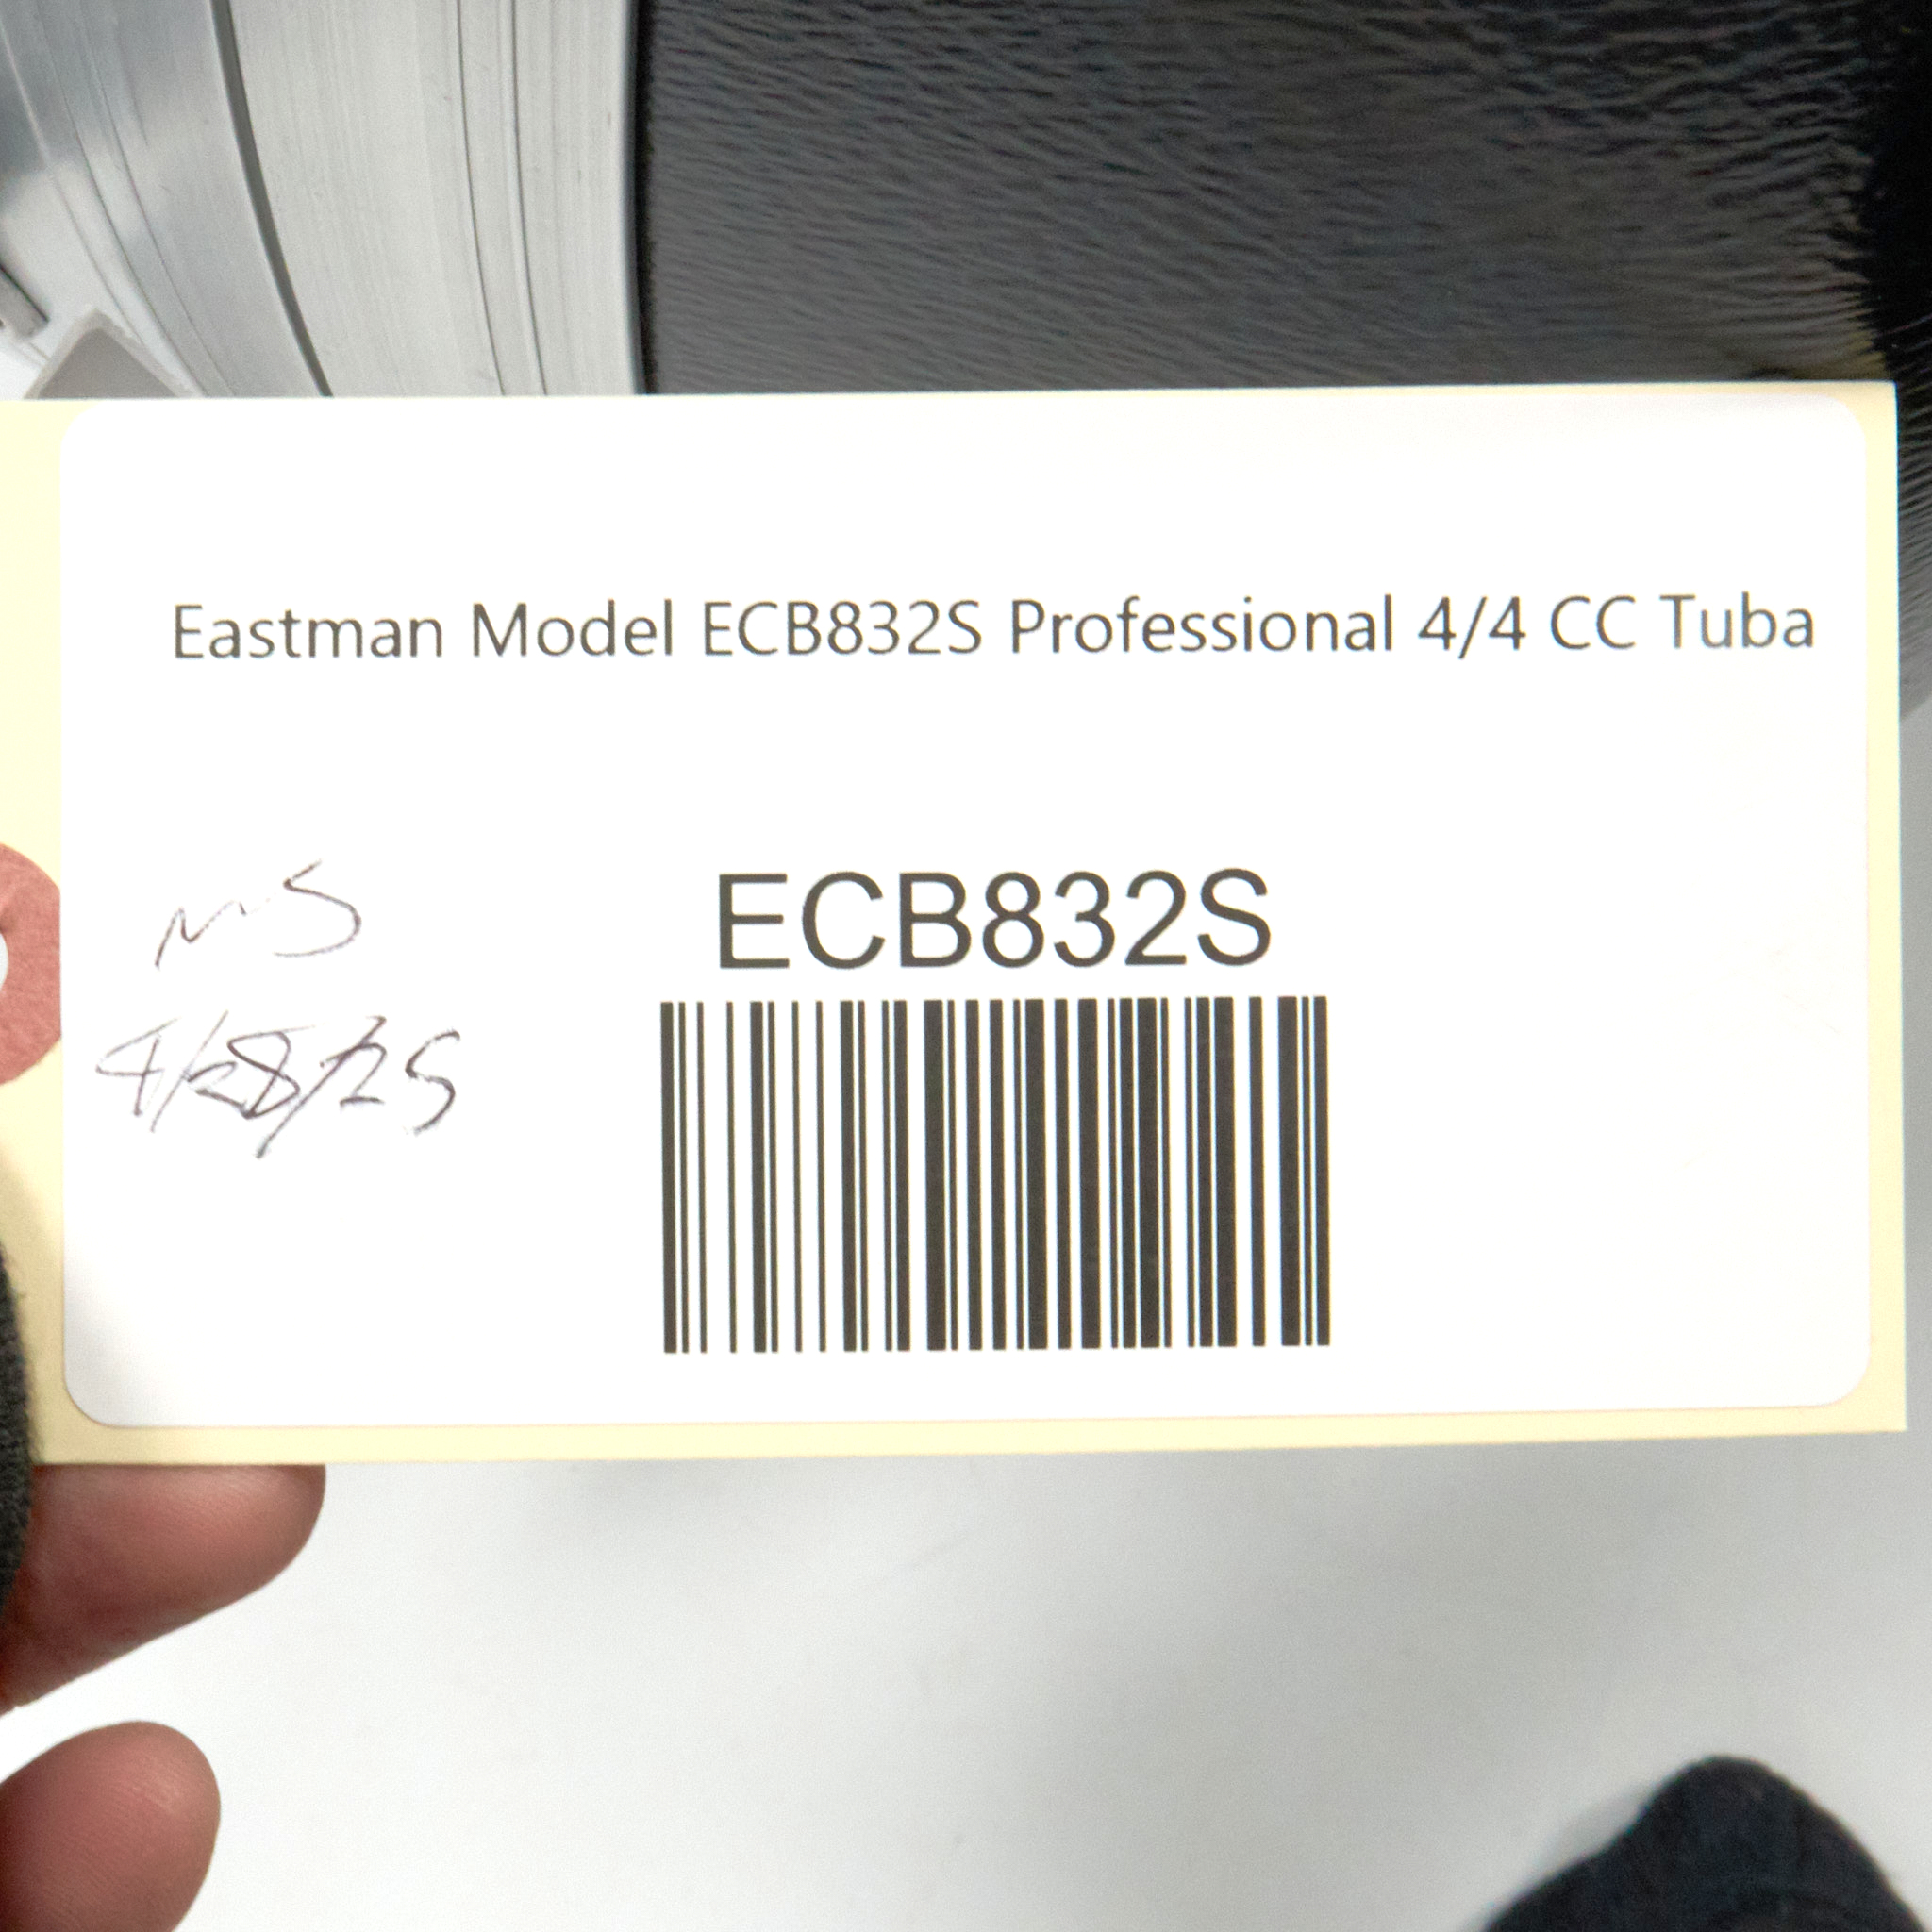 Eastman Model ECB832S Professional 4/4 CC Tuba
ECB832S
MS
4/28/25